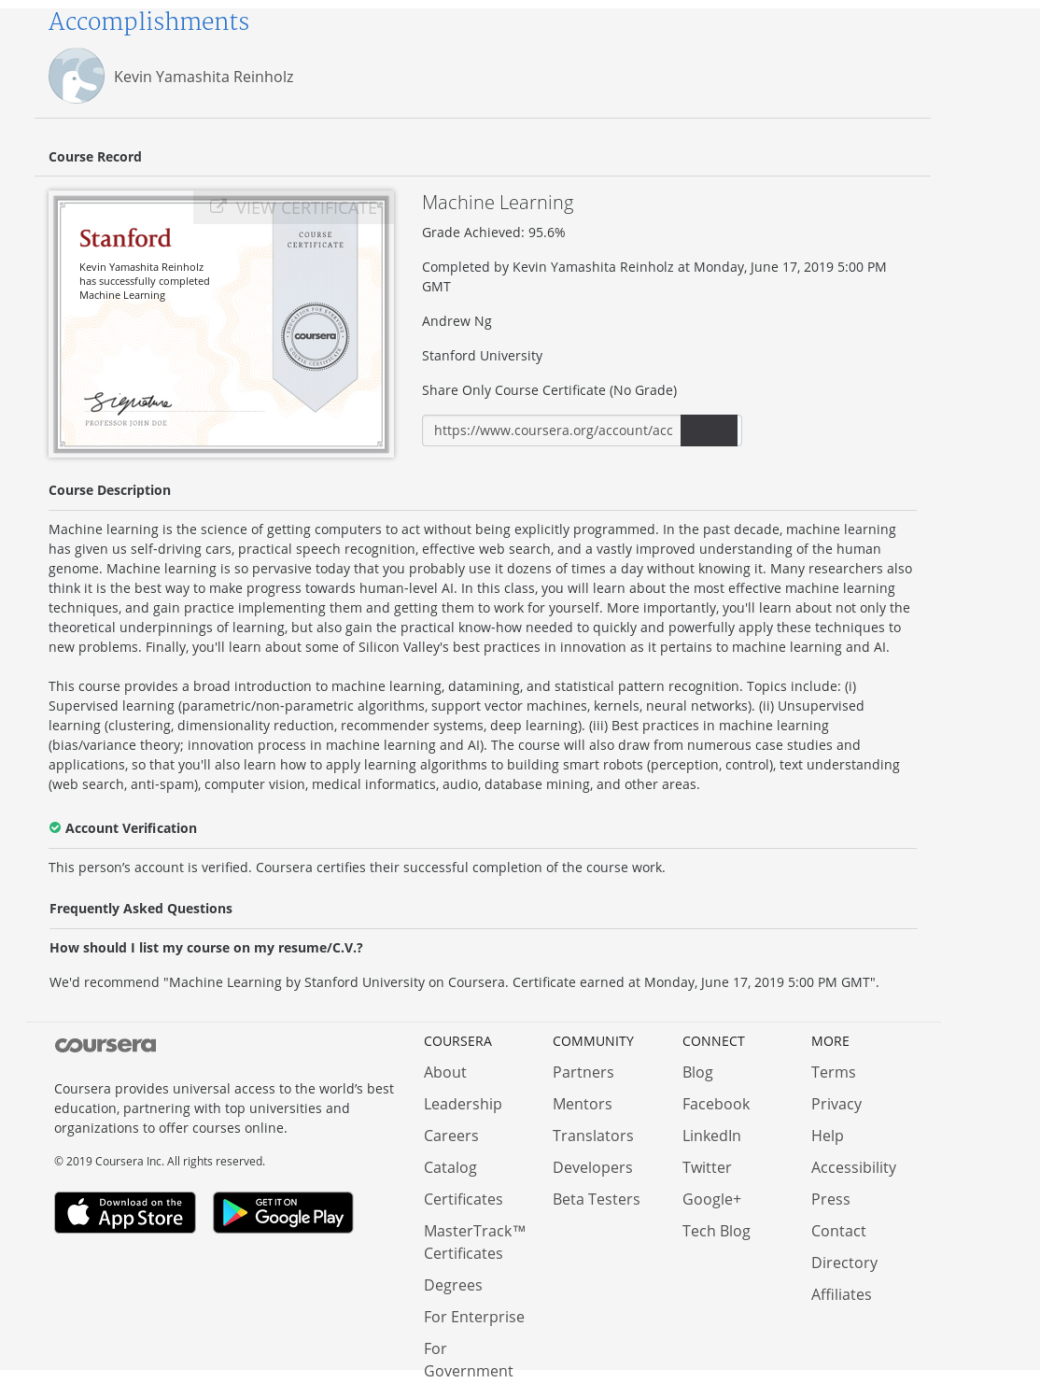 Accomplishments
Kevin Yamashita Reinholz
Course Record
VIEW CERTIFICATE
Stanford
Kevin Yamashita Reinholz
has successfully completed
Machine Learning
COURSE
CERTIFICATE
EDUCATION FOR EVERYONE
coursera
COURSE CERTIFICATE
Signature
PROFESSOR JOHN DOE
Machine Learning
Grade Achieved: 95.6%
Completed by Kevin Yamashita Reinholz at Monday, June 17, 2019 5:00 PM
GMT
Andrew Ng
Stanford University
Share Only Course Certificate (No Grade)
https://www.coursera.org/account/acc
Course Description
Machine learning is the science of getting computers to act without being explicitly programmed. In the past decade, machine learning
has given us self-driving cars, practical speech recognition, effective web search, and a vastly improved understanding of the human
genome. Machine learning is so pervasive today that you probably use it dozens of times a day without knowing it. Many researchers also
think it is the best way to make progress towards human-level AI. In this class, you will learn about the most effective machine learning
techniques, and gain practice implementing them and getting them to work for yourself. More importantly, you'll learn about not only the
theoretical underpinnings of learning, but also gain the practical know-how needed to quickly and powerfully apply these techniques to
new problems. Finally, you'll learn about some of Silicon Valley's best practices in innovation as it pertains to machine learning and AI.
This course provides a broad introduction to machine learning, datamining, and statistical pattern recognition. Topics include: (i)
Supervised learning (parametric/non-parametric algorithms, support vector machines, kernels, neural networks). (ii) Unsupervised
learning (clustering, dimensionality reduction, recommender systems, deep learning). (iii) Best practices in machine learning
(bias/variance theory; innovation process in machine learning and AI). The course will also draw from numerous case studies and
applications, so that you'll also learn how to apply learning algorithms to building smart robots (perception, control), text understanding
(web search, anti-spam), computer vision, medical informatics, audio, database mining, and other areas.
Account Verification
This person's account is verified. Coursera certifies their successful completion of the course work.
Frequently Asked Questions
How should I list my course on my resume/C.V.?
We'd recommend "Machine Learning by Stanford University on Coursera. Certificate earned at Monday, June 17, 2019 5:00 PM GMT".
coursera
Coursera provides universal access to the world's best
education, partnering with top universities and
organizations to offer courses online.
© 2019 Coursera Inc. All rights reserved.
Download on the
App Store
GET IT ON
Google Play
COURSERA
About
Leadership
Careers
Catalog
Certificates
MasterTrack™
Certificates
Degrees
For Enterprise
For
Government
COMMUNITY
Partners
Mentors
Translators
Developers
Beta Testers
CONNECT
Blog
Facebook
LinkedIn
Twitter
Google+
Tech Blog
MORE
Terms
Privacy
Help
Accessibility
Press
Contact
Directory
Affiliates